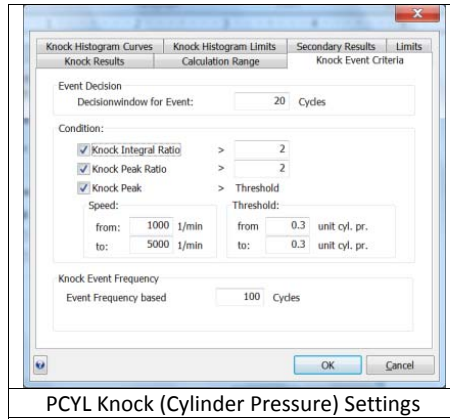 Knock Histogram Curves Knock Histogram Limits Secondary Results Limits
Knock Results Calculation Range Knock Event Criteria
Event Decision
Decisionwindow for Event: 20 Cycles
Condition:
Knock Integral Ratio > 2
Knock Peak Ratio > 2
Knock Peak > Threshold
Speed: Threshold:
from: 1000 1/min from 0.3 unit cyl. pr.
to: 5000 1/min to: 0.3 unit cyl. pr.
Knock Event Frequency
Event Frequency based 100 Cycles
OK Cancel
PCYL Knock (Cylinder Pressure) Settings